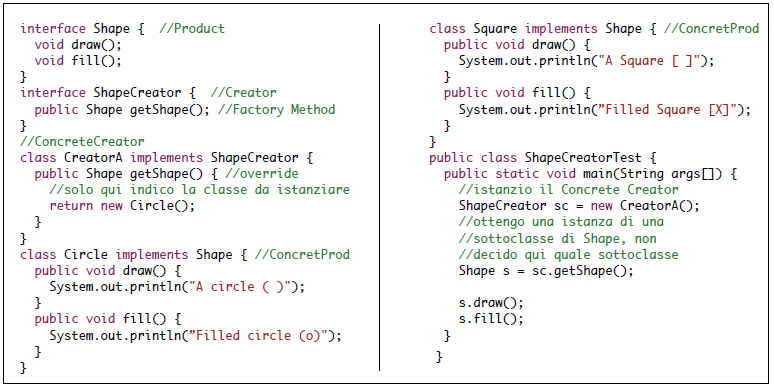 interface Shape {  //Product
  void draw();
  void fill();
}
interface ShapeCreator {  //Creator
  public Shape getShape(); //Factory Method
}
//ConcreteCreator
class CreatorA implements ShapeCreator {
  public Shape getShape() { //override
    //solo qui indico la classe da istanziare
    return new Circle();
  }
}
class Circle implements Shape { //ConcretProd
  public void draw() {
    System.out.println("A circle ( )");
  }
  public void fill() {
    System.out.println(”Filled circle (o)");
  }
}
class Square implements Shape { //ConcretProd
  public void draw() {
    System.out.println("A Square [ ]");
  }
  public void fill() {
    System.out.println(”Filled Square [X]");
  }
}
public class ShapeCreatorTest {
  public static void main(String args[]) {
    //istanzio il Concrete Creator
    ShapeCreator sc = new CreatorA();
    //ottengo una istanza di una
    //sottoclasse di Shape, non
    //decido qui quale sottoclasse
    Shape s = sc.getShape();

    s.draw();
    s.fill();
  }
}